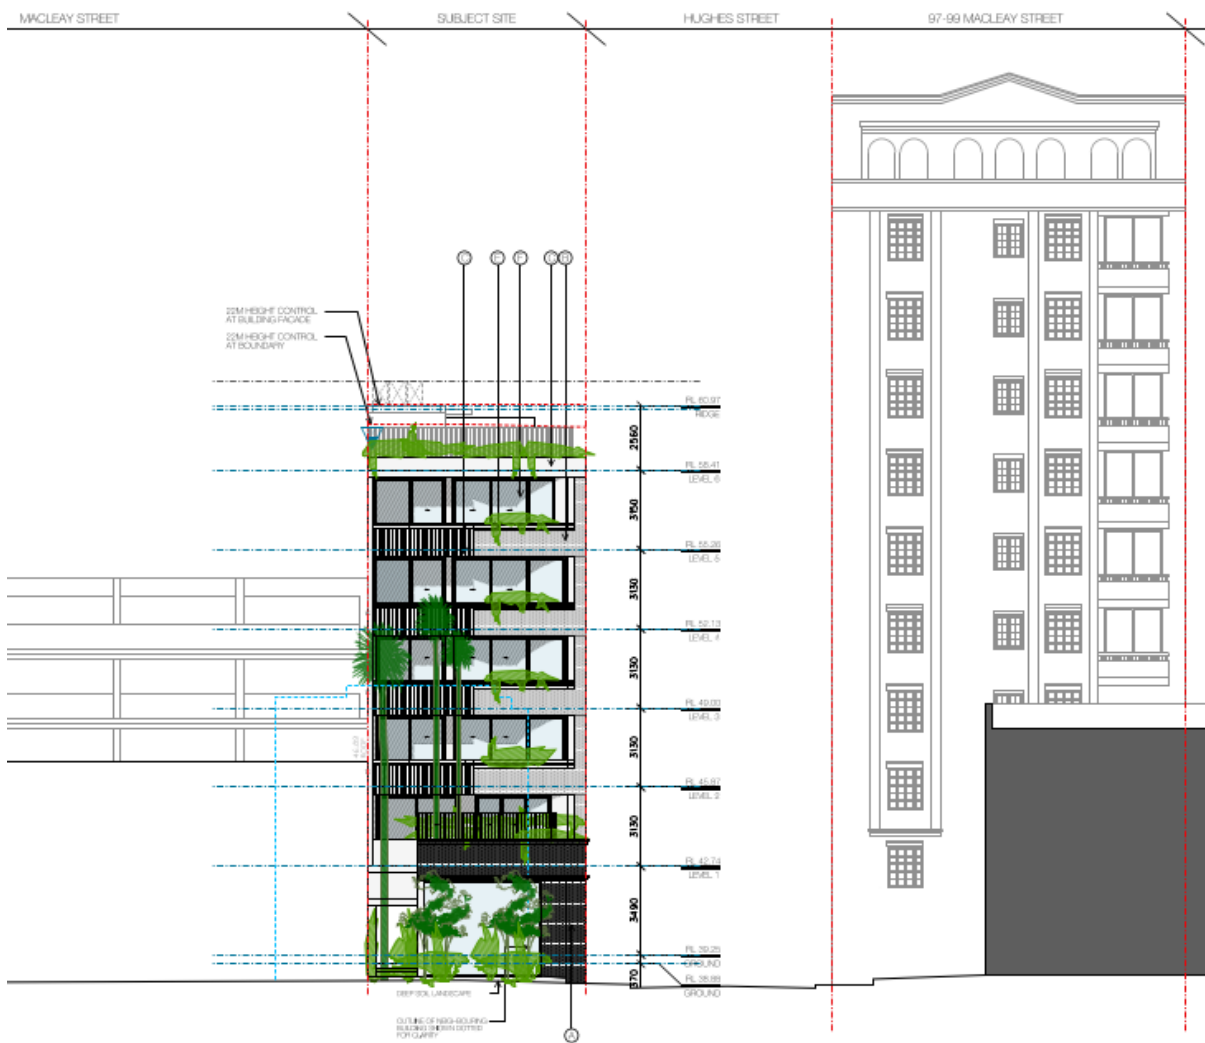 MACLEAY STREET
SUBJECT SITE
HUGHES STREET
97-99 MACLEAY STREET
C
E
F
G
B
22M HEIGHT CONTROL
AT BUILDING FACADE
22M HEIGHT CONTROL
AT BOUNDARY
RL 60.97
RIDGE
2560
RL 58.41
LEVEL 6
3150
RL 55.26
LEVEL 5
3130
RL 52.13
LEVEL 4
3130
RL 49.00
LEVEL 3
3130
RL 45.87
LEVEL 2
3130
RL 42.74
LEVEL 1
3490
RL 39.25
GROUND
370
RL 38.88
GROUND
DEEP SOIL LANDSCAPE
OUTLINE OF NEIGHBOURING
BUILDING SHOWN DOTTED
FOR CLARITY
A